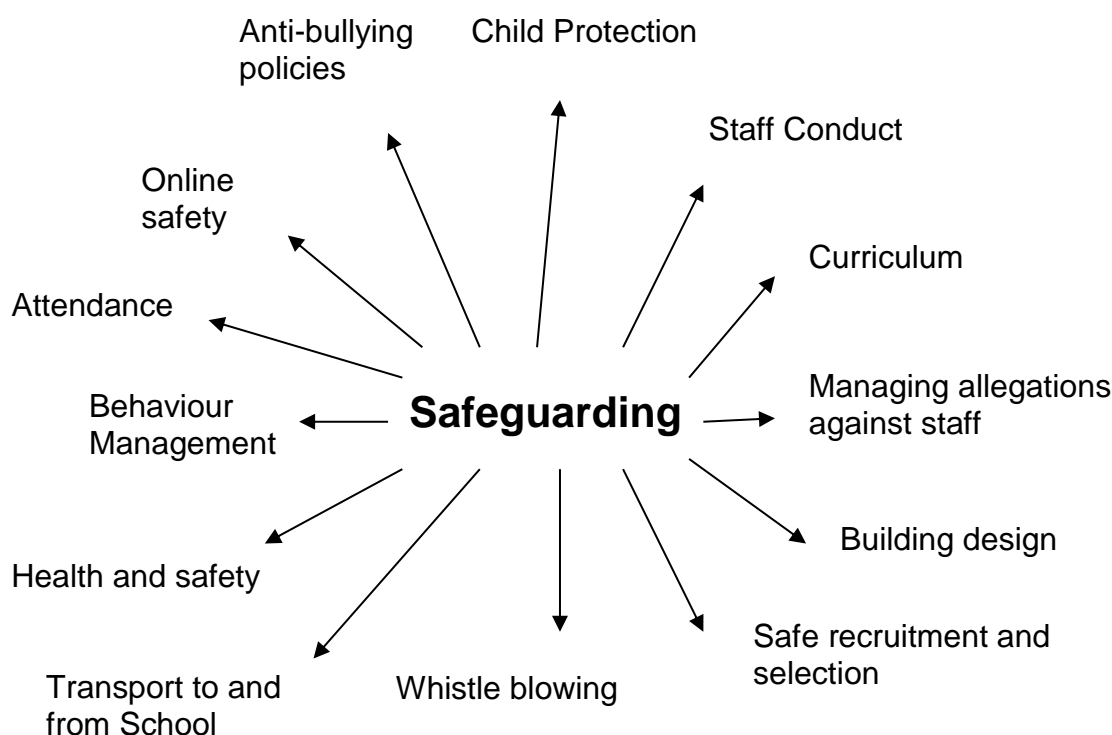 Anti-bullying
policies
Child Protection
Staff Conduct
Online
safety
Curriculum
Attendance
Managing allegations
against staff
Behaviour
Management
Safeguarding
Building design
Health and safety
Safe recruitment and
selection
Transport to and
from School
Whistle blowing